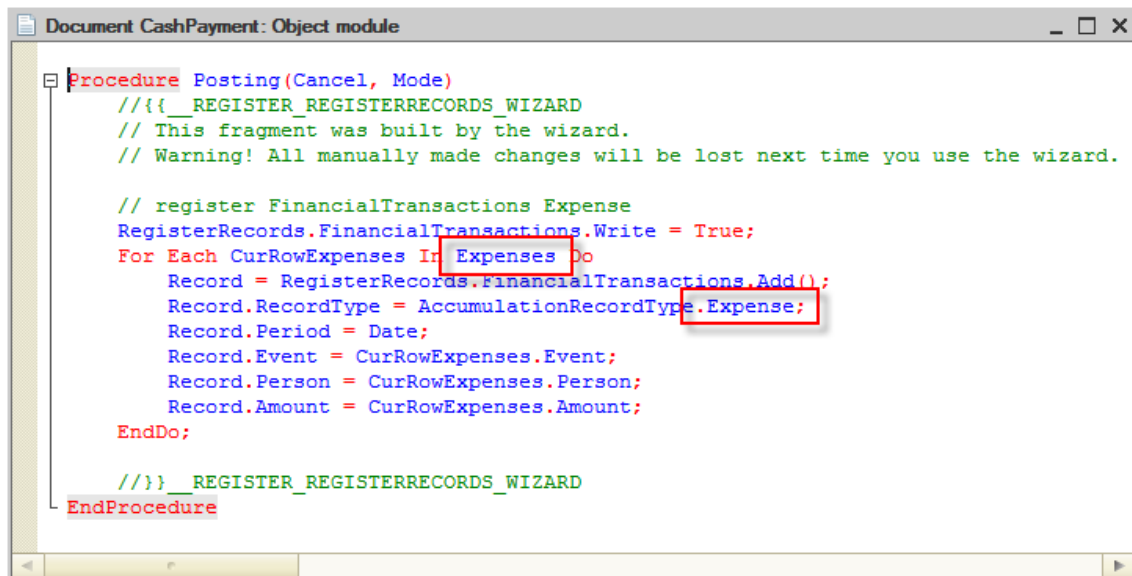 Document CashPayment: Object module
Procedure Posting(Cancel, Mode)
//{{__REGISTER_REGISTERRECORDS_WIZARD
// This fragment was built by the wizard.
// Warning! All manually made changes will be lost next time you use the wizard.
// register FinancialTransactions Expense
RegisterRecords.FinancialTransactions.Write = True;
For Each CurRowExpenses In Expenses Do
Record = RegisterRecords.FinancialTransactions.Add();
Record.RecordType = AccumulationRecordType.Expense;
Record.Period = Date;
Record.Event = CurRowExpenses.Event;
Record.Person = CurRowExpenses.Person;
Record.Amount = CurRowExpenses.Amount;
EndDo;
//}}__REGISTER_REGISTERRECORDS_WIZARD
EndProcedure